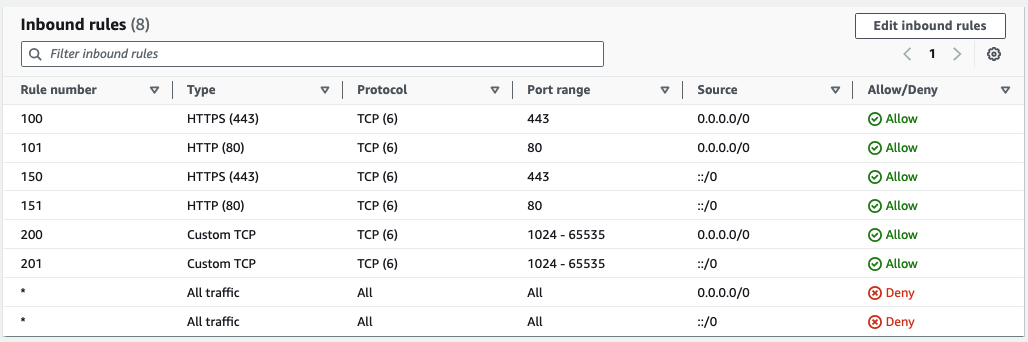 Inbound rules (8)
Edit inbound rules
Filter inbound rules
1
Rule number Type Protocol Port range Source Allow/Deny
100 HTTPS (443) TCP (6) 443 0.0.0.0/0 Allow
101 HTTP (80) TCP (6) 80 0.0.0.0/0 Allow
150 HTTPS (443) TCP (6) 443 ::/0 Allow
151 HTTP (80) TCP (6) 80 ::/0 Allow
200 Custom TCP TCP (6) 1024 - 65535 0.0.0.0/0 Allow
201 Custom TCP TCP (6) 1024 - 65535 ::/0 Allow
* All traffic All All 0.0.0.0/0 Deny
* All traffic All All ::/0 Deny